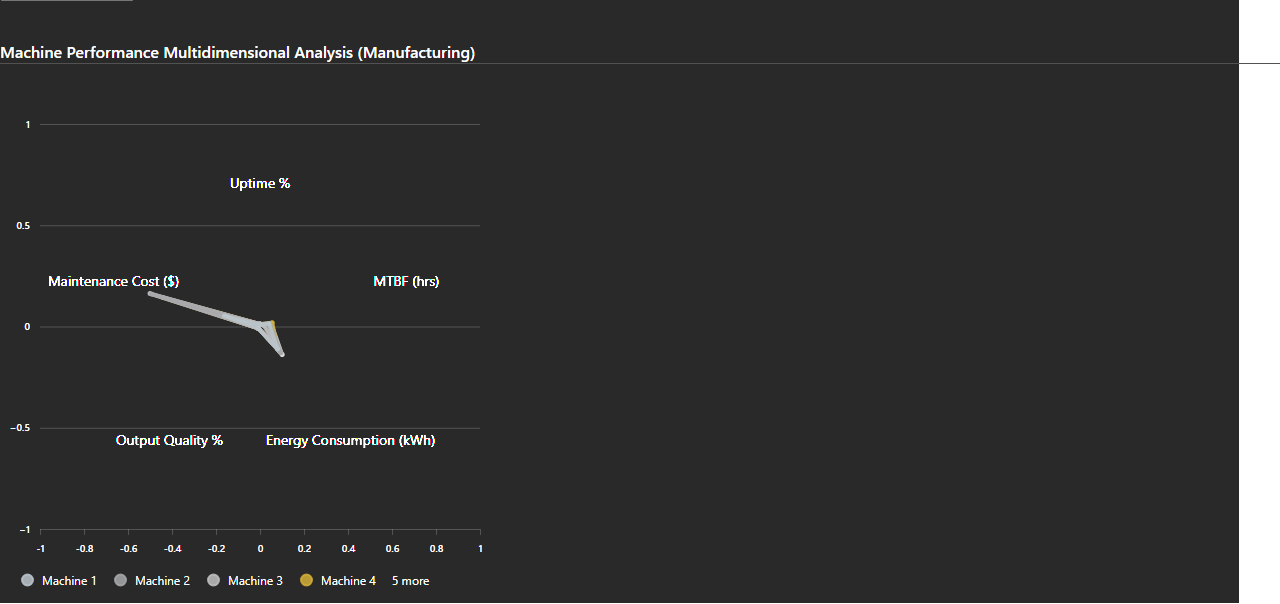 Machine Performance Multidimensional Analysis (Manufacturing)
1
Uptime %
0.5
Maintenance Cost ($) MTBF (hrs)
0
−0.5
Output Quality % Energy Consumption (kWh)
−1
-1 -0.8 -0.6 -0.4 -0.2 0 0.2 0.4 0.6 0.8 1
Machine 1 Machine 2 Machine 3 Machine 4 5 more